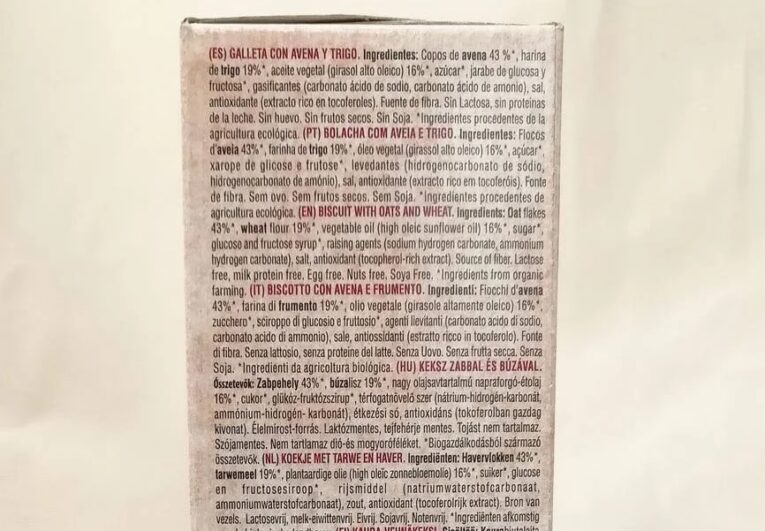 (ES) GALLETA CON AVENA Y TRIGO. Ingredientes: Copos de avena 43 %*, harina
de trigo 19%*, aceite vegetal (girasol alto oleico) 16%*, azúcar*, jarabe de glucosa y
fructosa*, gasificantes (carbonato ácido de sodio, carbonato ácido de amonio), sal,
antioxidante (extracto rico en tocoferoles). Fuente de fibra. Sin Lactosa, sin proteinas
de la leche. Sin huevo. Sin frutos secos. Sin Soja. *Ingredientes procedentes de la
agricultura ecológica. (PT) BOLACHA COM AVEIA E TRIGO. Ingredientes: Flocos
d'aveia 43%*, farinha de trigo 19%*, óleo vegetal (girassol alto oleico) 16%*, açúcar*,
xarope de glicose e frutose*, levedantes (hidrogenocarbonato de sódio,
hidrogenocarbonato de amónio), sal, antioxidante (extracto rico em tocoferóis). Fonte
de fibra. Sem ovo. Sem frutos secos. Sem Soja. *Ingredientes procedentes de
agricultura ecológica. (EN) BISCUIT WITH OATS AND WHEAT. Ingredients: Oat flakes
43%*, wheat flour 19%*, vegetable oil (high oleic sunflower oil) 16%*, sugar*,
glucose and fructose syrup*, raising agents (sodium hydrogen carbonate, ammonium
hydrogen carbonate), salt, antioxidant (tocopherol-rich extract). Source of fiber. Lactose
free, milk protein free. Egg free. Nuts free. Soya Free. *Ingredients from organic
farming. (IT) BISCOTTO CON AVENA E FRUMENTO. Ingredienti: Fiocchi d'avena
43%*, farina di frumento 19%*, olio vegetale (girasole altamente oleico) 16%*,
zucchero*, sciroppo di glucosio e fruttosio*, agenti lievitanti (carbonato acido di sodio,
carbonato acido di ammonio), sale, antiossidanti (estratto ricco in tocoferolo). Fonte
di fibra. Senza lattosio, senza proteine del latte. Senza Uovo. Senza frutta secca. Senza
Soja. *Ingredienti da agricoltura biológica. (HU) KEKSZ ZABBAL ÉS BÚZÁVAL.
Összetevők: Zabpehely 43%*, búzalisz 19%*, nagy olajsavtartalmú napraforgó-étolaj
16%*, cukor*, glükóz-fruktózszirup*, térfogatnövelő szer (nátrium-hidrogén-karbonát,
ammónium-hidrogén- karbonát), étkezési só, antioxidáns (tokoferolban gazdag
kivonat). Élelmirost-forrás. Laktózmentes, tejfehérje mentes. Tojást nem tartalmaz.
Szójamentes. Nem tartlamaz dió-és mogyoróféléket. *Biogazdálkodásból származó
összetevők. (NL) KOEKJE MET TARWE EN HAVER. Ingrediënten: Havervlokken 43%*,
tarwemeel 19%*, plantaardige olie (high oleïc zonnebloemolie) 16%*, suiker*, glucose
en fructosesiroop*, rijsmiddel (natriumwaterstofcarbonaat,
ammoniumwaterstofcarbonaat), zout, antioxidant (tocoferolrijk extract). Bron van
vezels. Lactosevrij, melk-eiwittenvrij. Eivrij. Sojavrij. Notenvrij. *Ingrediënten afkomstig